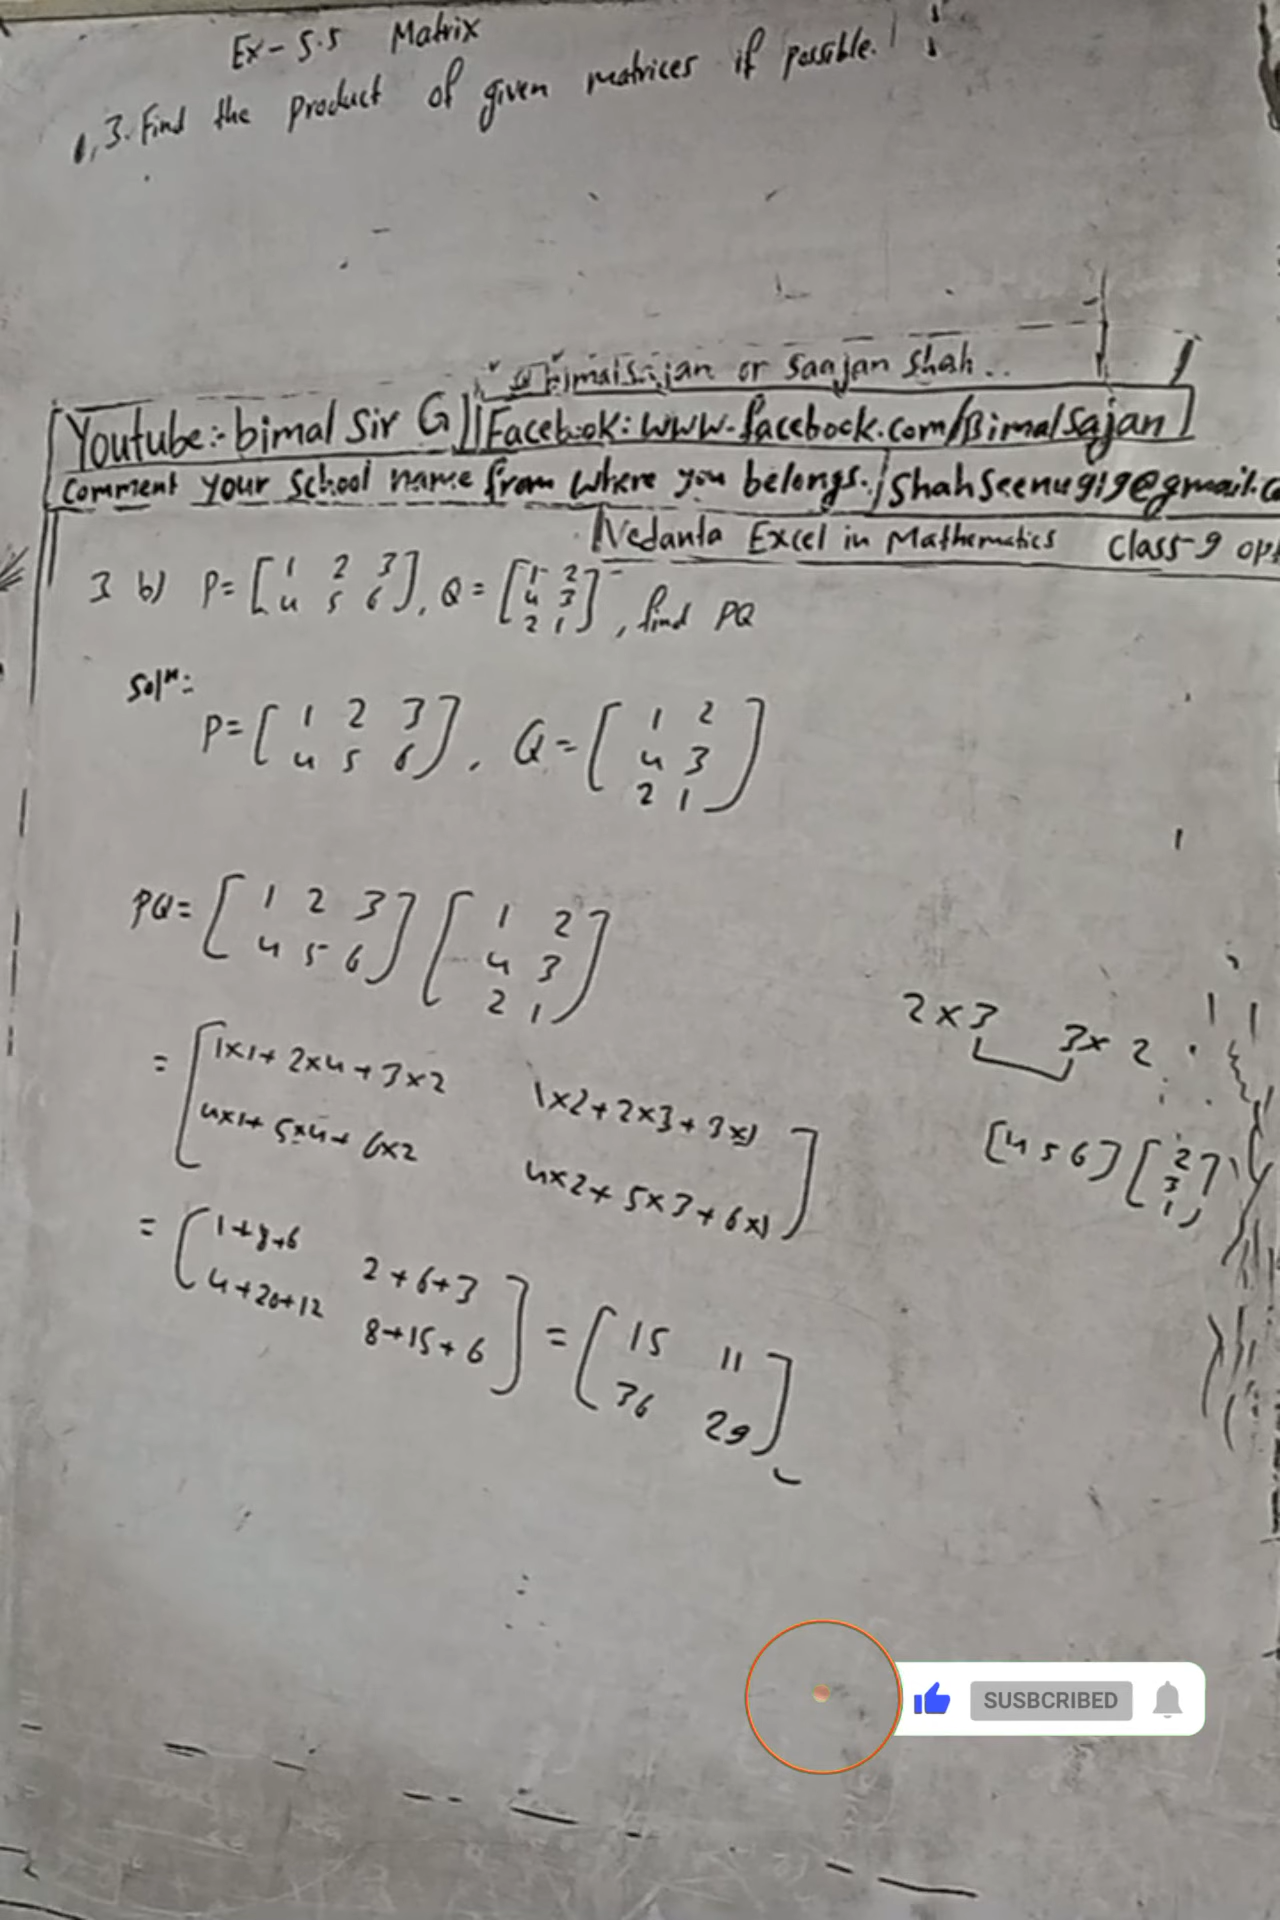 Ex- 5.5 Matrix
1,3. Find the product of given matrices if possible.
bimalsajan or Saajan Shah..
Youtube:- bimal Sir G || Facebook: www.facebook.com/Bimalsajan
Comment your School name from where you belongs. / Shahseenu919@gmail.c
Vedanta Excel in Mathematics Class-9 opt
3 b) P = [1 2 3
4 5 6], Q = [1 2
4 3
2 1], find PQ
Solⁿ:
P = [1 2 3
4 5 6], Q = [1 2
4 3
2 1]
PQ = [1 2 3
4 5 6] [1 2
4 3
2 1]
2×3 3×2
= [1×1+2×4+3×2 1×2+2×3+3×1
4×1+5×4+6×2 4×2+5×3+6×1]
[4 5 6] [2
3
1]
= [1+8+6 2+6+3
4+20+12 8+15+6] = [15 11
36 29]
SUSBCRIBED